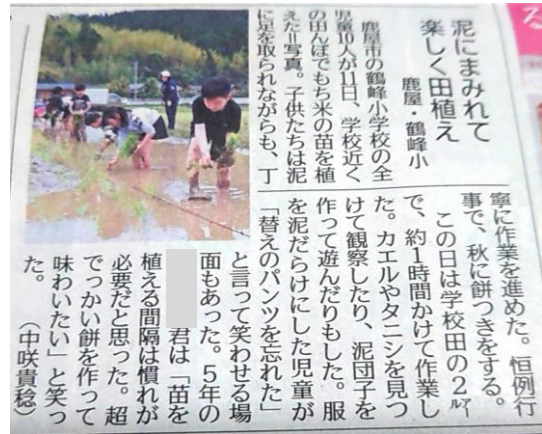 泥にまみれて
楽しく田植え
鹿屋・鶴峰小
鹿屋市の鶴峰小学校の全
児童10人が11日、学校近く
の田んぼでもち米の苗を植
えた＝写真。子供たちは泥
に足を取られながらも、丁
寧に作業を進めた。恒例行
事で、秋に餅つきをする。
この日は学校田の2㌃
で、約1時間かけて作業し
た。カエルやタニシを見つ
けて観察したり、泥団子を
作って遊んだりもした。服
を泥だらけにした児童が
「替えのパンツを忘れた」
と言って笑わせる場
面もあった。5年の
君は「苗を
植える間隔は慣れが
必要だと思った。超
でっかい餅を作って
味わいたい」と笑っ
た。（中咲貴稔）
る